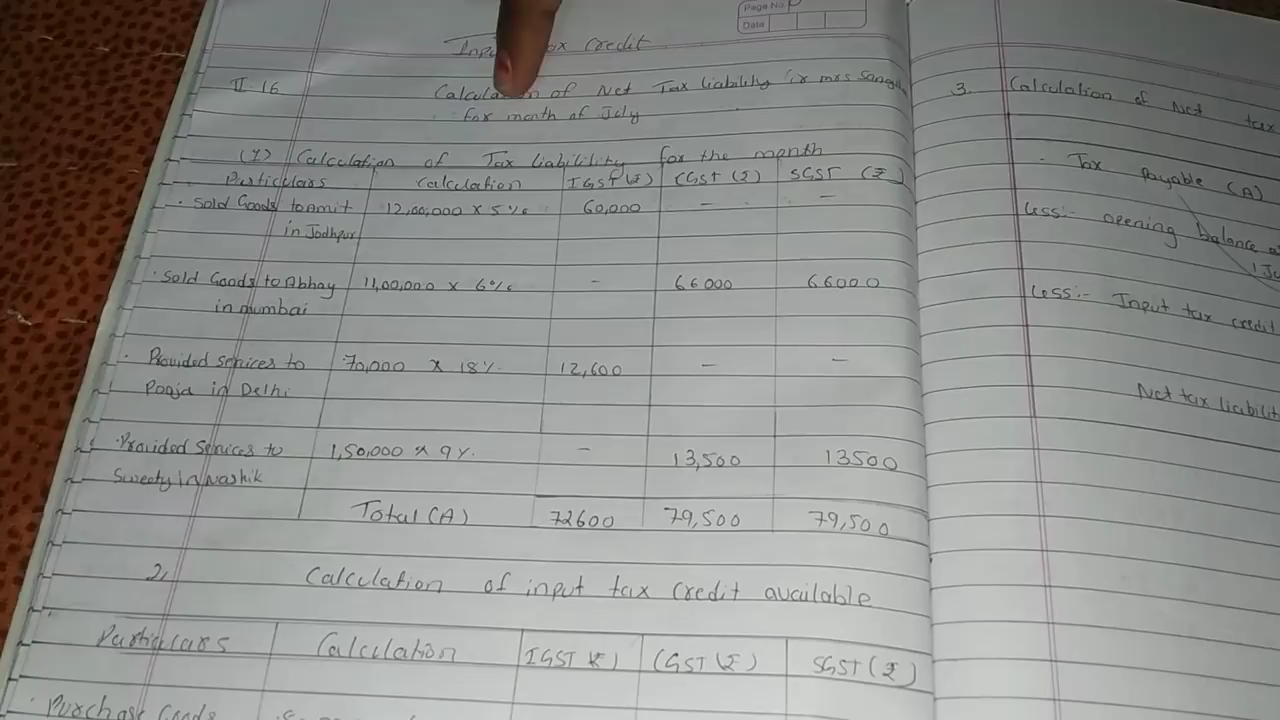 Page No.
Date
Input Tax Credit
II 16. Calculation of Net Tax liability for mrs
for month of July
(1) Calculation of Tax liabilility for the month
Particulars Calculation IGST (₹) CGST (₹) SGST (₹)
. Sold Goods to Amit 12,00,000 x 5% 60,000 - -
in Jodhpur
. Sold Goods to Abhay 11,00,000 x 6% - 66000 66000
in mumbai
. Provided services to 70,000 x 18% 12,600 - -
Pooja in Delhi
. Provided Services to 1,50,000 x 9% - 13,500 13500
Sweety in Nashik
Total (A) 72600 79,500 79,500
2, Calculation of input tax credit available
Particulars Calculation IGST (₹) CGST (₹) SGST (₹)
. Purchase Goods
3. Calculation of Net tax
. Tax Payable (A)
Less:- opening balance
Less:- Input tax credit
Net tax